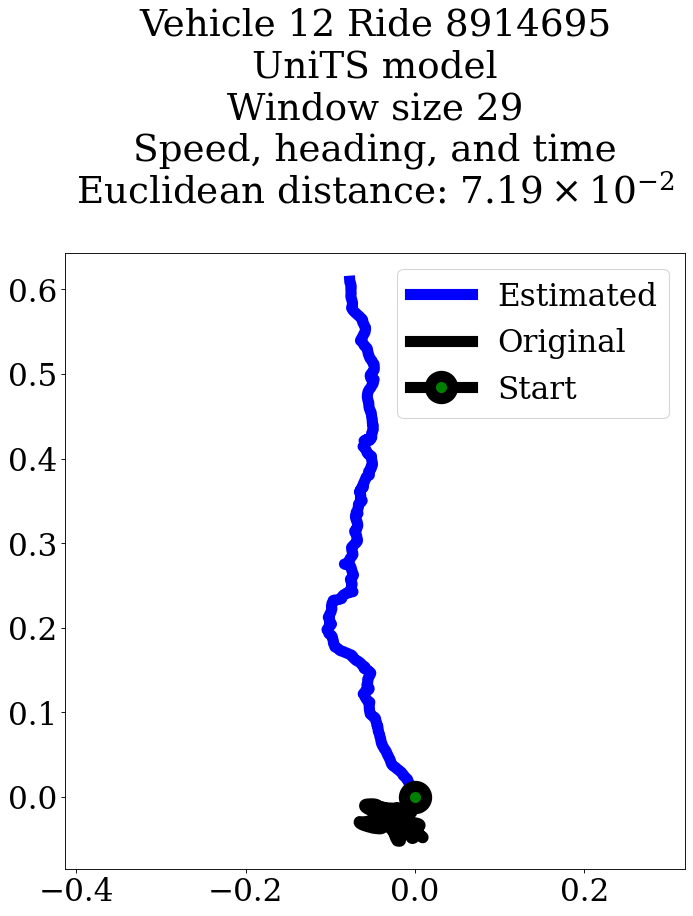 Vehicle 12 Ride 8914695
UniTS model
Window size 29
Speed, heading, and time
Euclidean distance: 7.19 × 10⁻²
Estimated
Original
Start
0.6
0.5
0.4
0.3
0.2
0.1
0.0
−0.4 −0.2 0.0 0.2